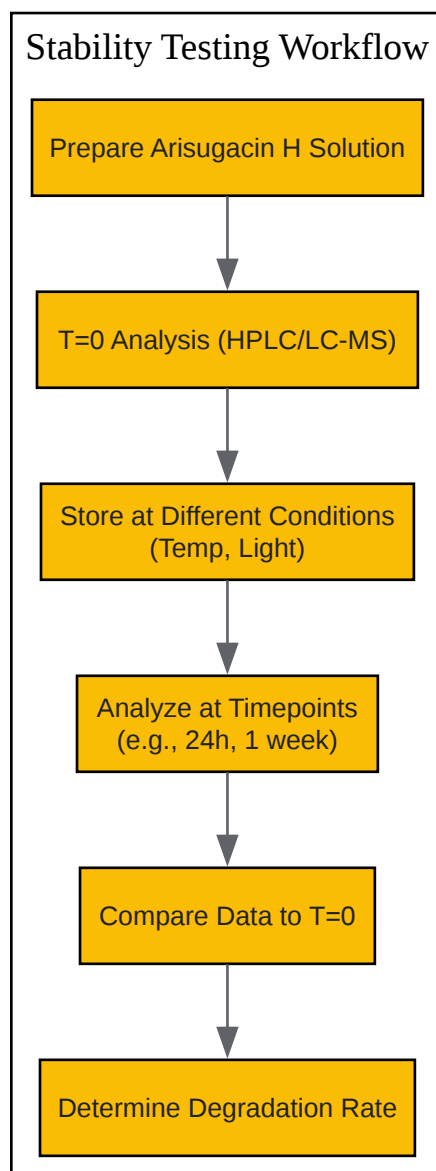 Stability Testing Workflow
Prepare Arisugacin H Solution
T=0 Analysis (HPLC/LC-MS)
Store at Different Conditions
(Temp, Light)
Analyze at Timepoints
(e.g., 24h, 1 week)
Compare Data to T=0
Determine Degradation Rate